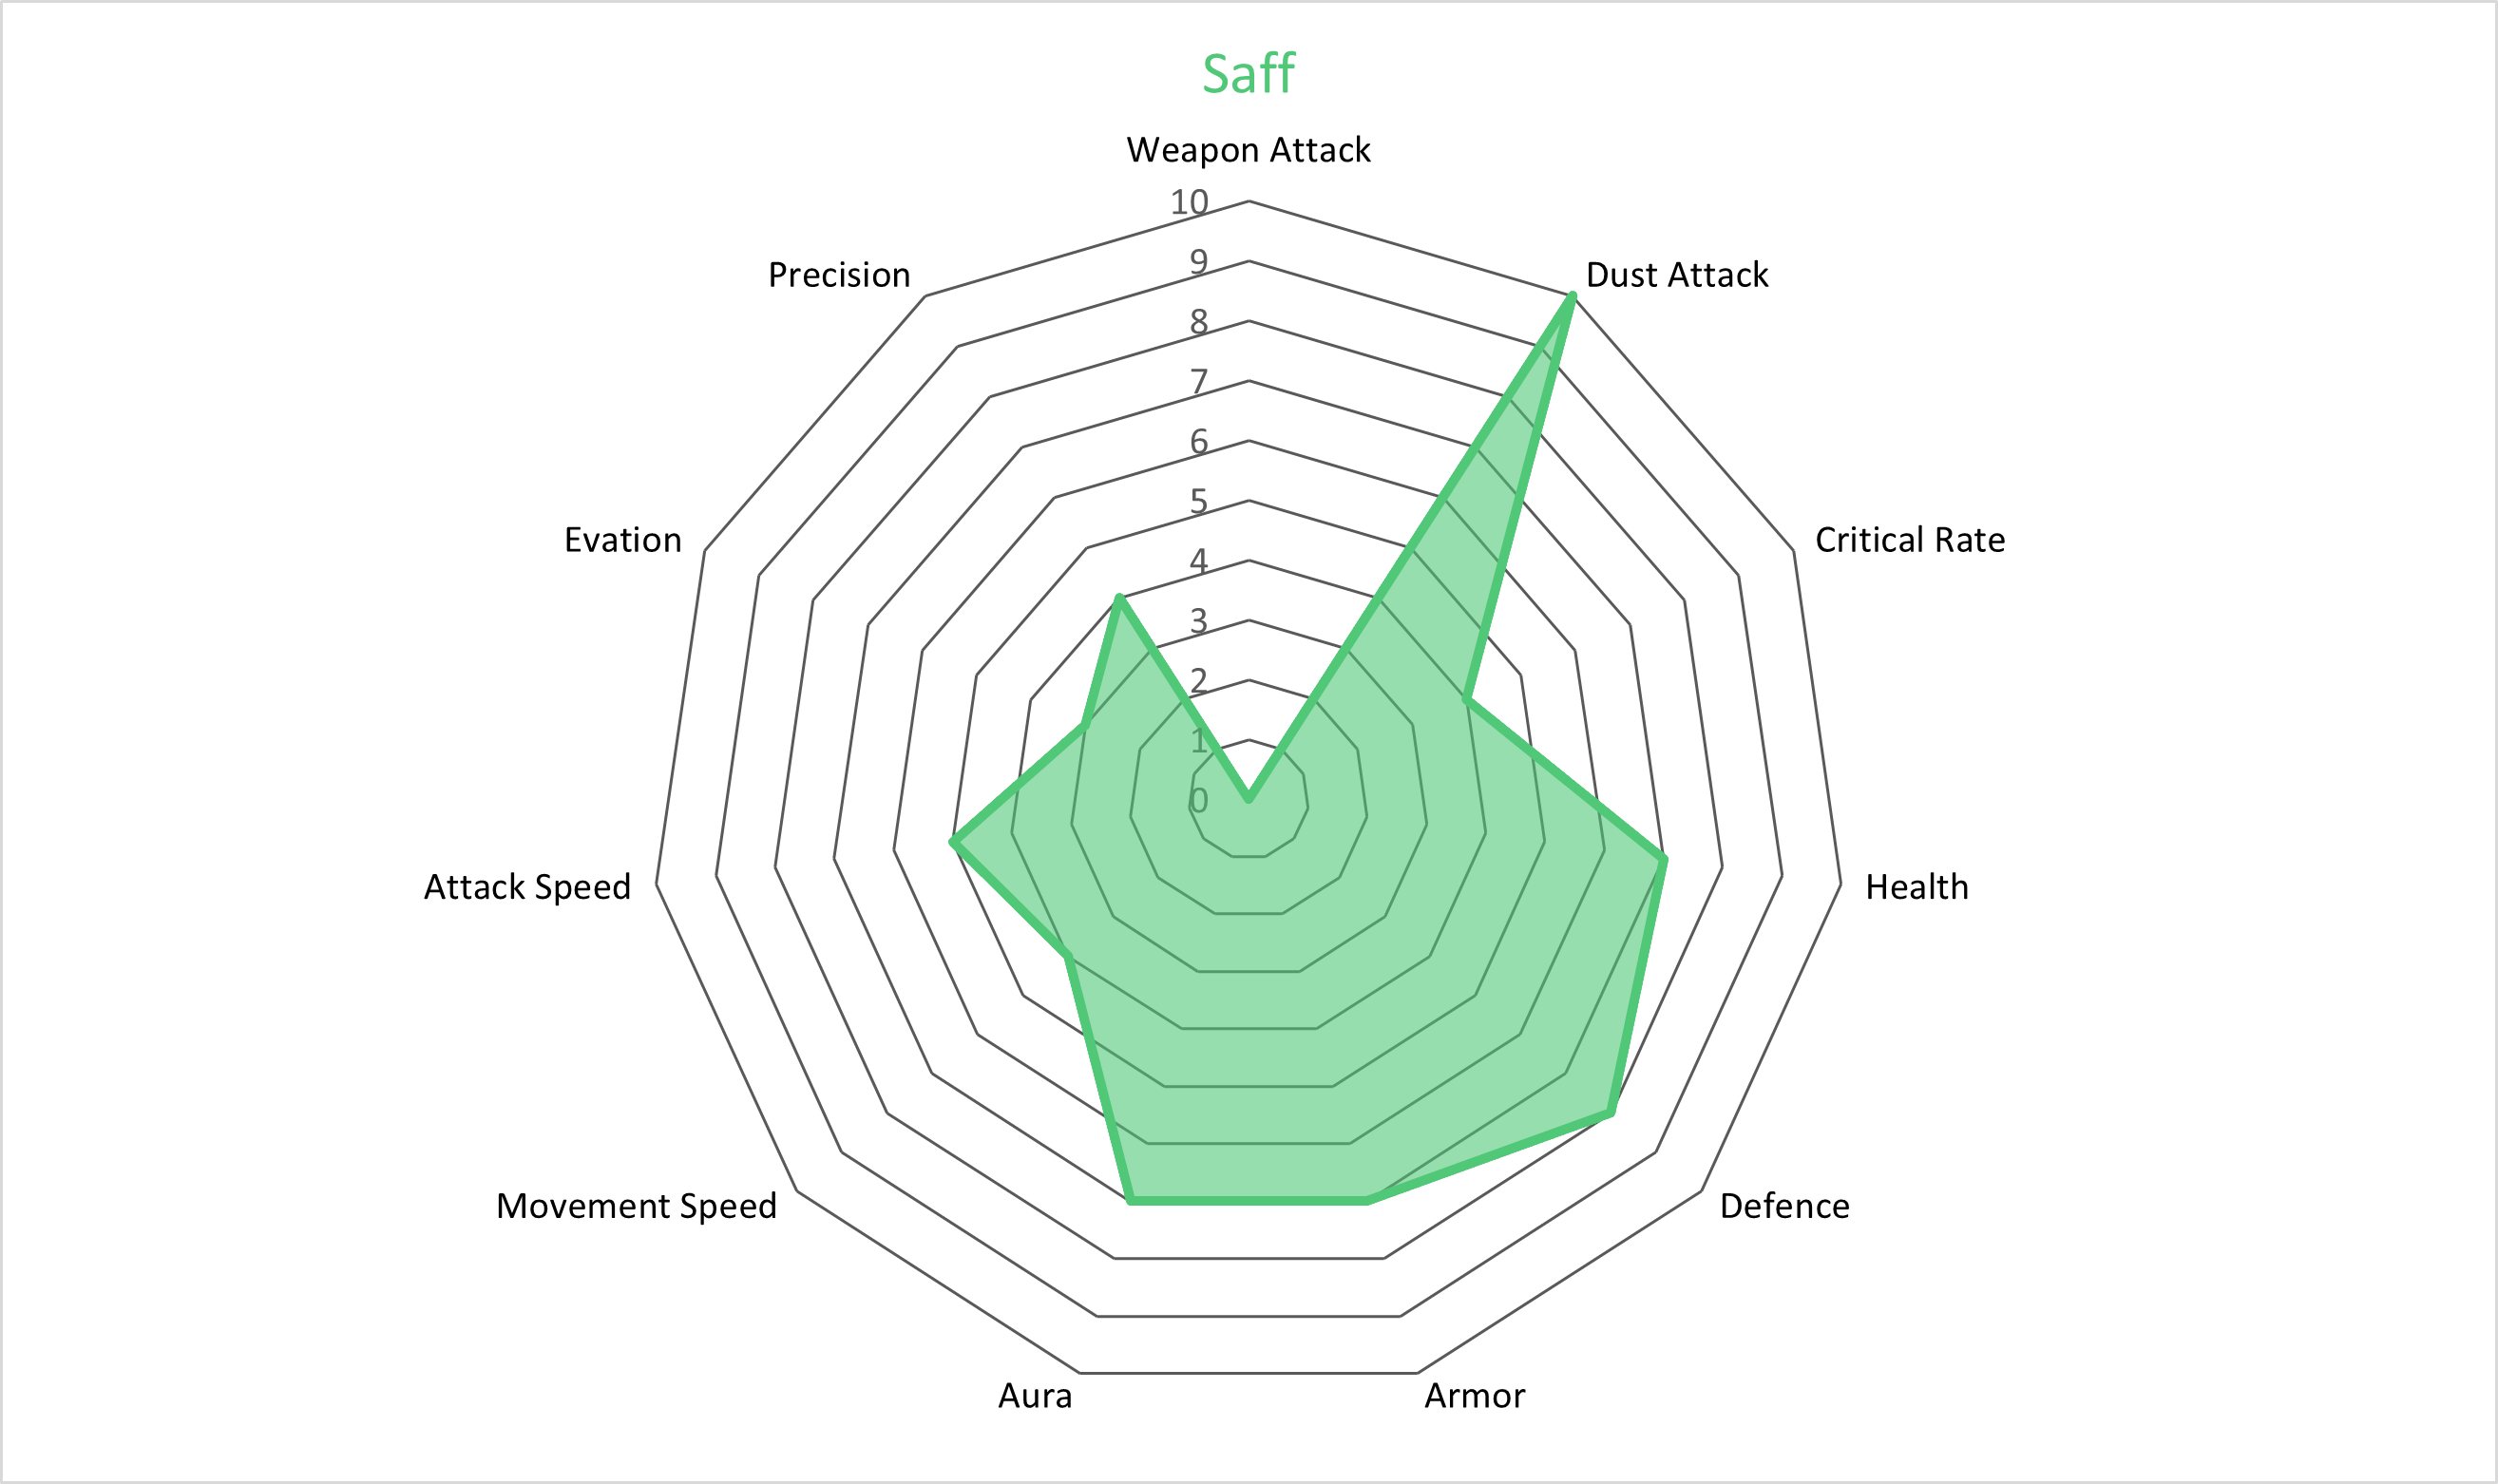 Saff
Weapon Attack
10
Dust Attack
Precision
9
8
7
6
5
Critical Rate
Evation
4
3
2
1
0
Health
Attack Speed
Defence
Movement Speed
Armor
Aura